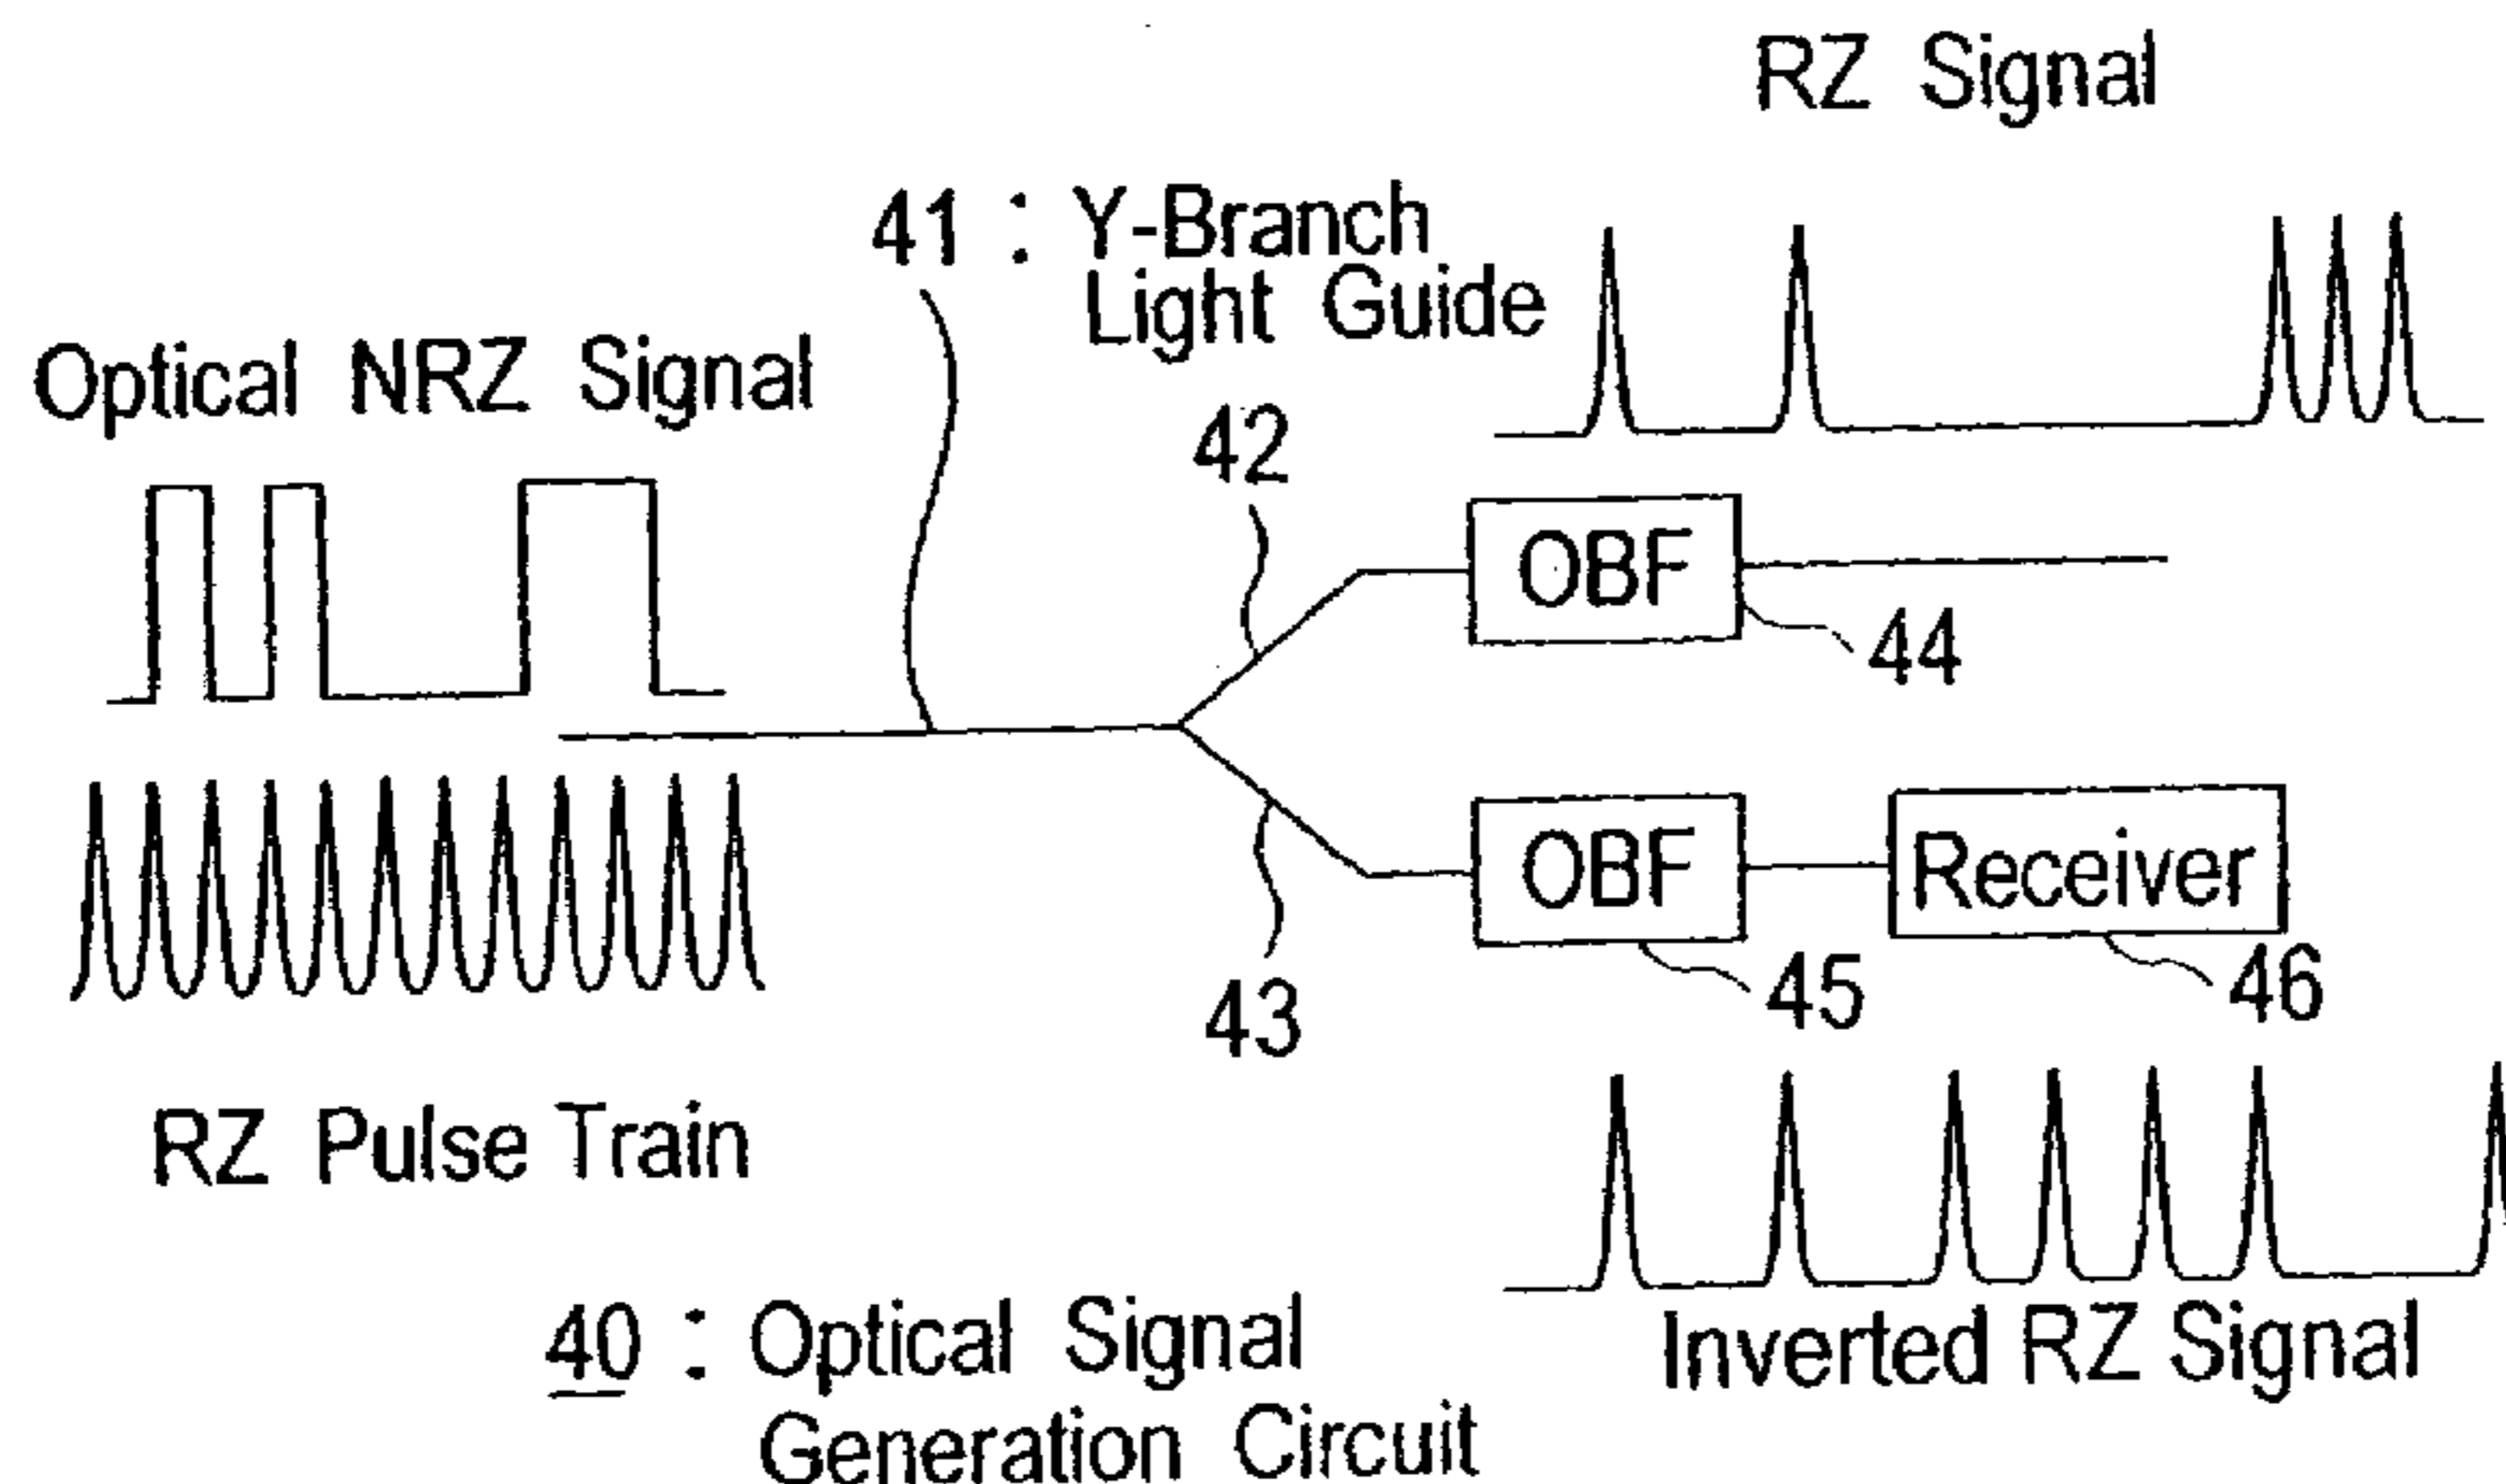 RZ Signal
41 : Y-Branch
Light Guide
Optical NRZ Signal
42
OBF
44
OBF
Receiver
43
45
46
RZ Pulse Train
Inverted RZ Signal
40 : Optical Signal
Generation Circuit